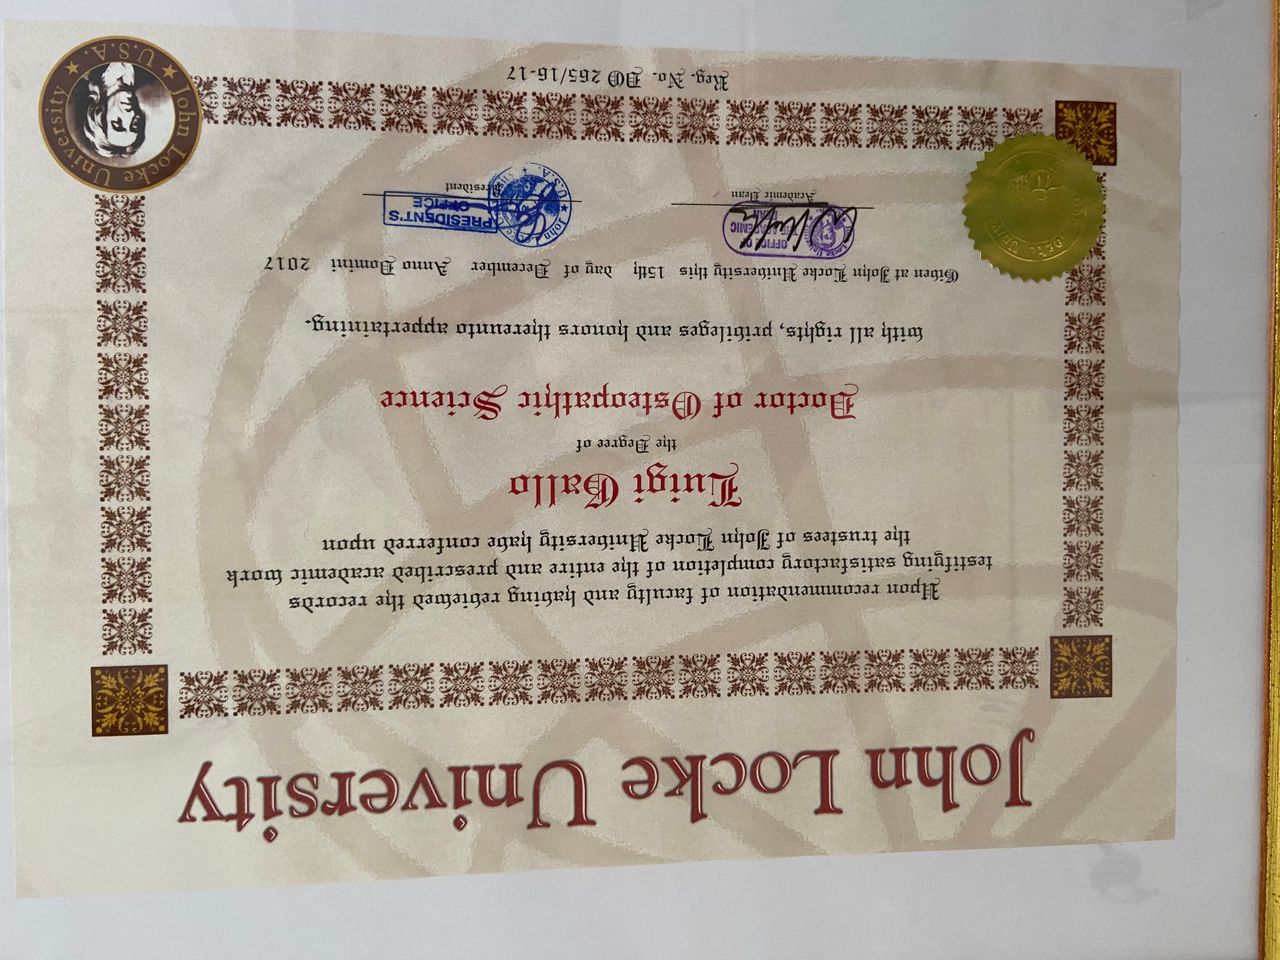 John Locke University
Upon recommendation of faculty and having reviewed the records
testifying satisfactory completion of the entire and prescribed academic work
the trustees of John Locke University have conferred upon
Luigi Gallo
the Degree of
Doctor of Osteopathic Science
with all rights, privileges and honors thereunto appertaining.
Given at John Locke University this 15th day of December Anno Domini 2017
OFFICE OF
ACADEMIC
Academic Dean
PRESIDENT'S
OFFICE
President
Reg. No. DO 265/16-17
John Locke University
★ U.S.A. ★